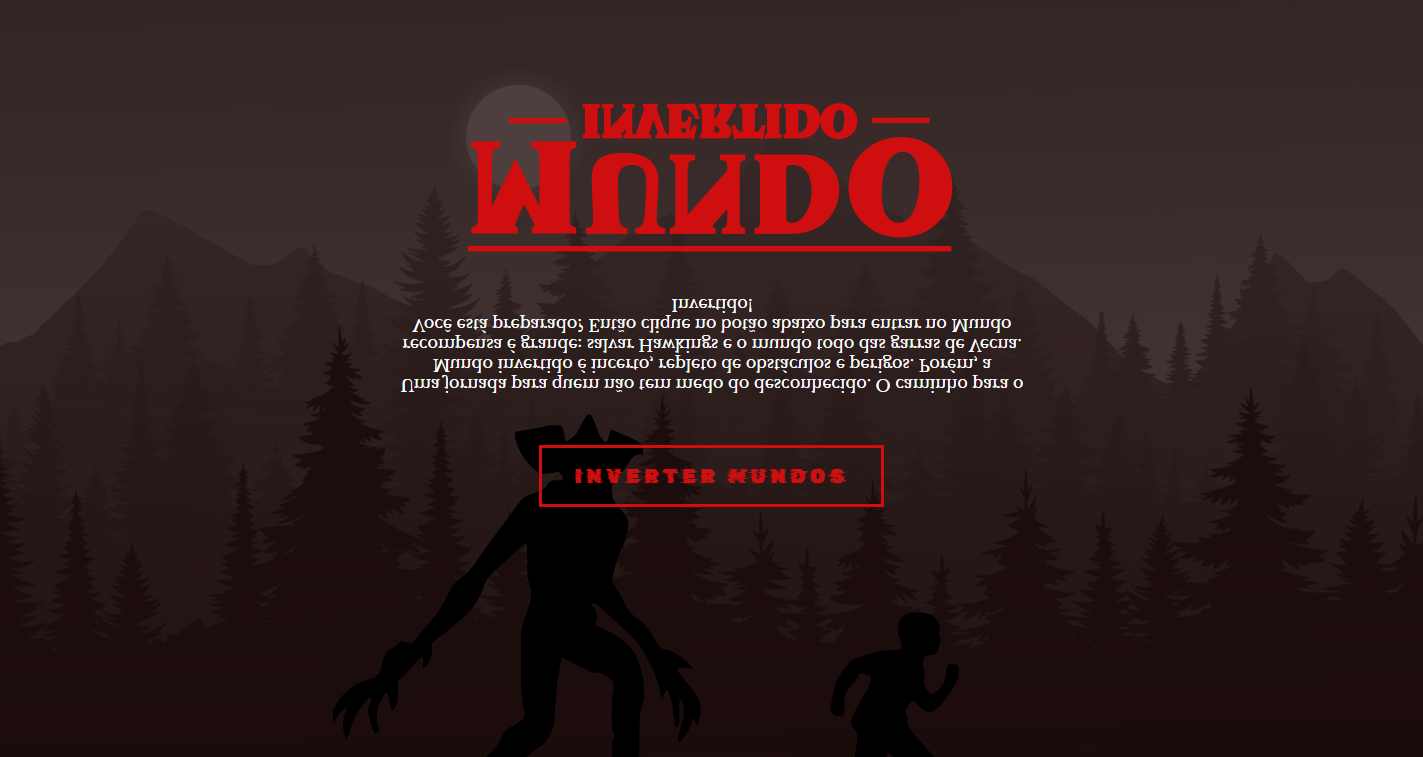 MUNDO
INVERTIDO
Uma jornada para quem não tem medo do desconhecido. O caminho para o
Mundo invertido é incerto, repleto de obstáculos e perigos. Porém, a
recompensa é grande: salvar Hawkings e o mundo todo das garras de Vecna.
Você está preparado? Então clique no botão abaixo para entrar no Mundo
Invertido!
INVERTER MUNDOS